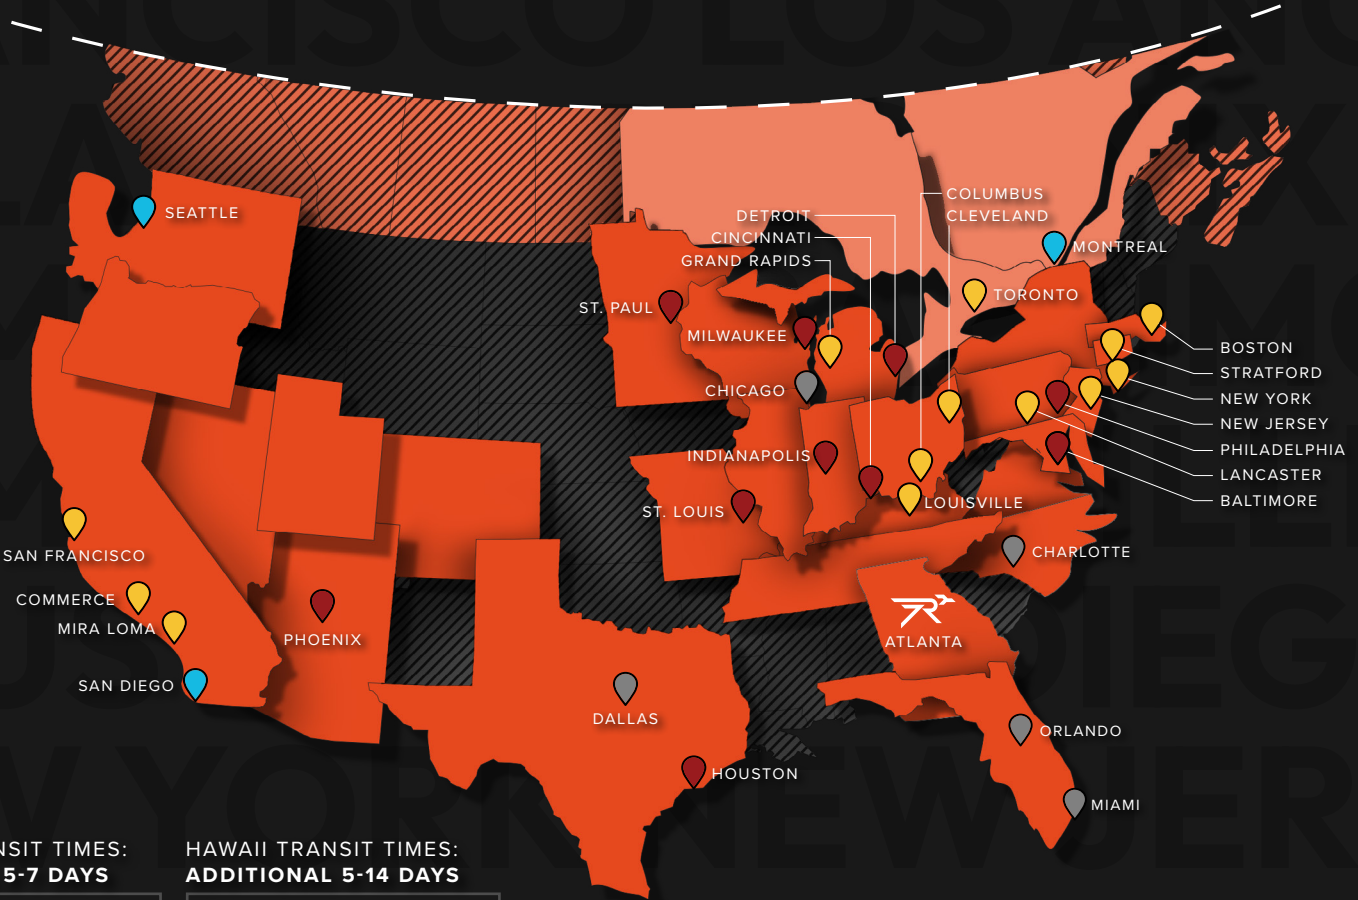 SEATTLE
COLUMBUS
CLEVELAND
DETROIT
CINCINNATI
GRAND RAPIDS
MONTREAL
TORONTO
ST. PAUL
MILWAUKEE
CHICAGO
BOSTON
STRATFORD
NEW YORK
NEW JERSEY
PHILADELPHIA
LANCASTER
BALTIMORE
INDIANAPOLIS
ST. LOUIS
LOUISVILLE
CHARLOTTE
SAN FRANCISCO
COMMERCE
MIRA LOMA
PHOENIX
ATLANTA
SAN DIEGO
DALLAS
HOUSTON
ORLANDO
MIAMI
NSIT TIMES:
5-7 DAYS
HAWAII TRANSIT TIMES:
ADDITIONAL 5-14 DAYS